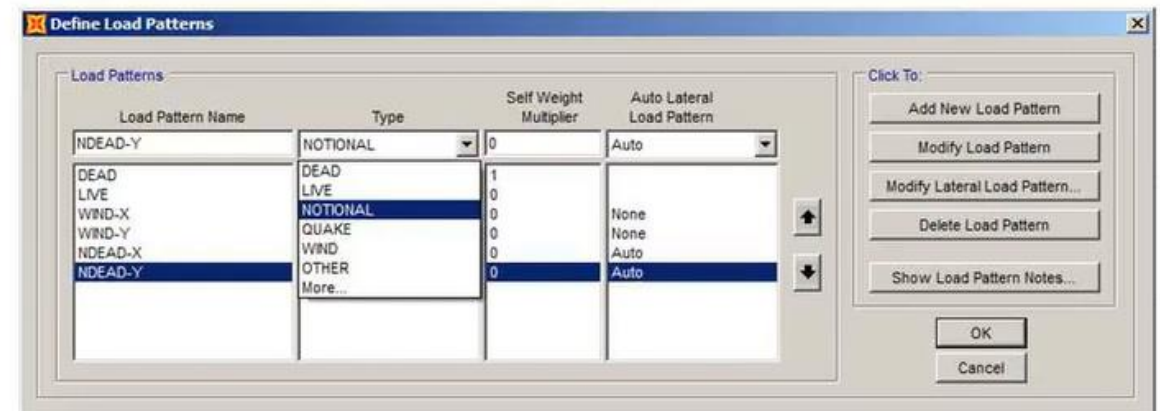 Define Load Patterns
Load Patterns
Click To:
Self Weight Auto Lateral
Load Pattern Name Type Multiplier Load Pattern
NDEAD-Y NOTIONAL 0 Auto
DEAD DEAD 1
LIVE LIVE 0
WIND-X NOTIONAL 0 None
WIND-Y QUAKE 0 None
NDEAD-X WIND 0 Auto
NDEAD-Y OTHER 0 Auto
More...
Add New Load Pattern
Modify Load Pattern
Modify Lateral Load Pattern...
Delete Load Pattern
Show Load Pattern Notes...
OK
Cancel